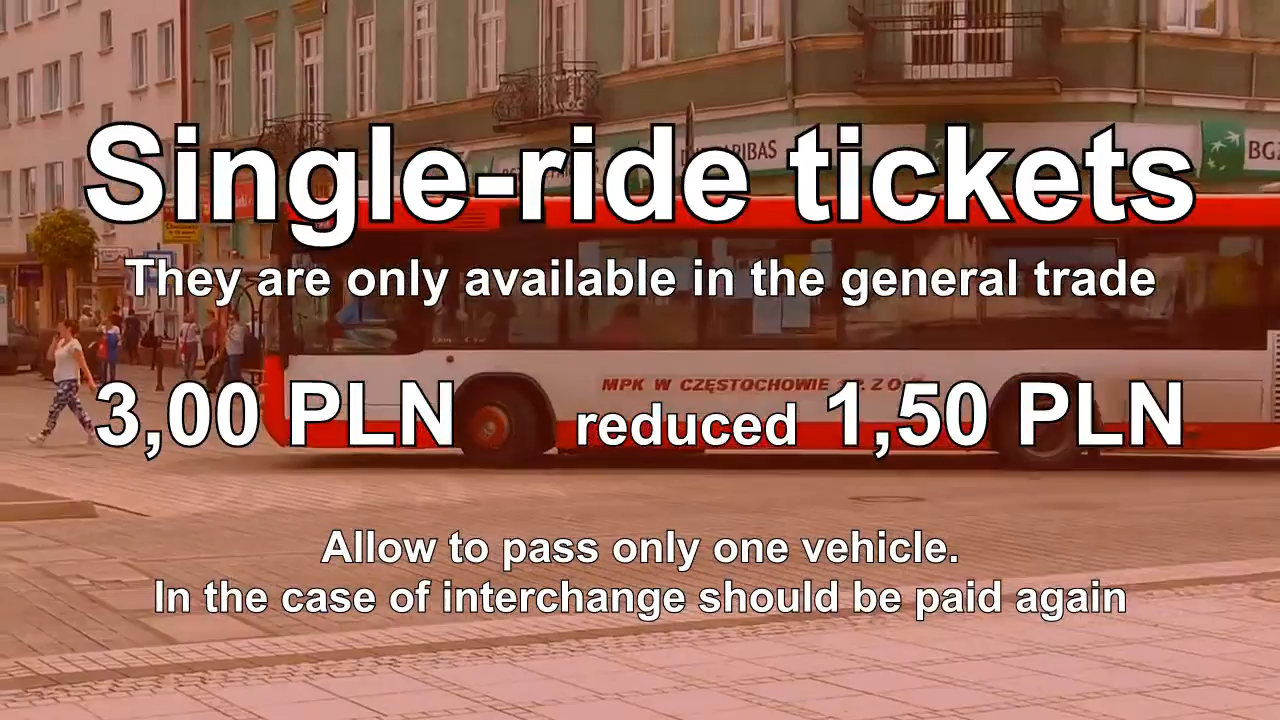 Single-ride tickets
They are only available in the general trade
3,00 PLN reduced 1,50 PLN
Allow to pass only one vehicle.
In the case of interchange should be paid again
MPK W CZĘSTOCHOWIE
BGŻ